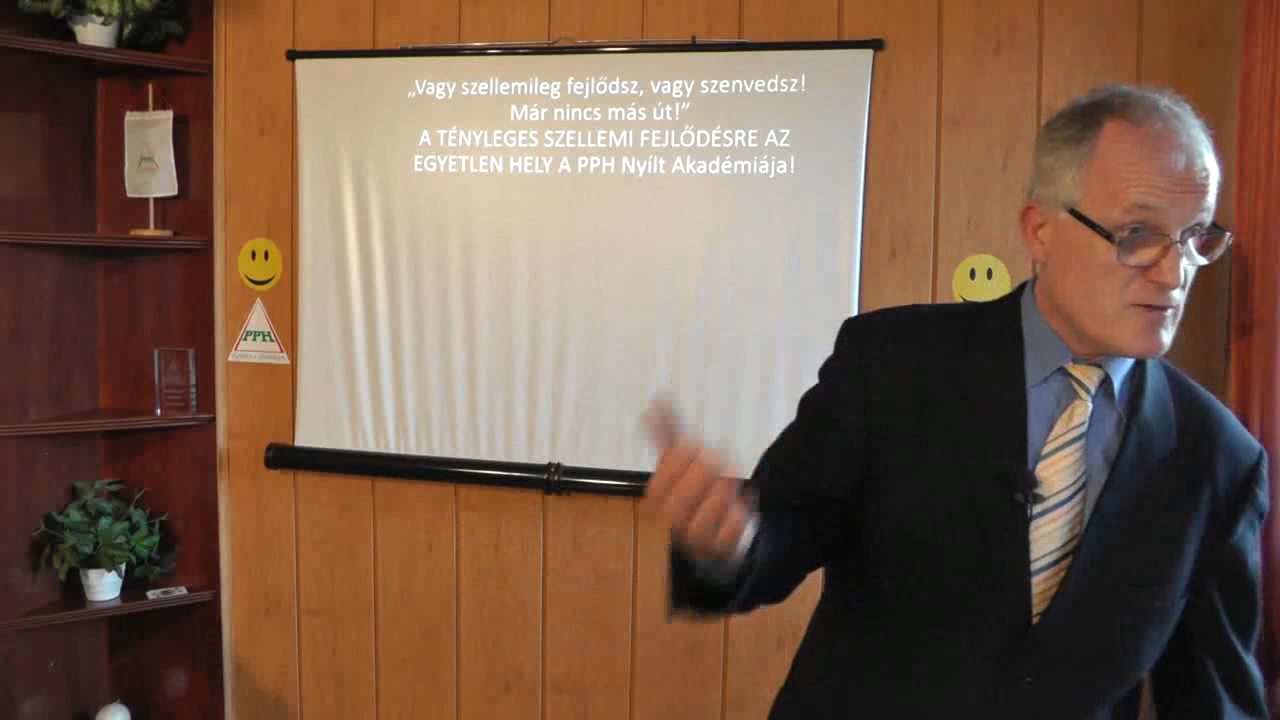 „Vagy szellemileg fejlődsz, vagy szenvedsz!
Már nincs más út!”
A TÉNYLEGES SZELLEMI FEJLŐDÉSRE AZ
EGYETLEN HELY A PPH Nyílt Akadémiája!
PPH